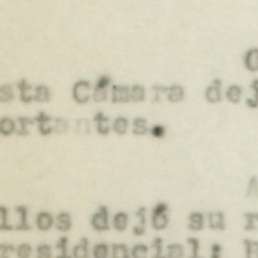 sta Cámara dej
ortantes.
llos dejó su r
residencial;